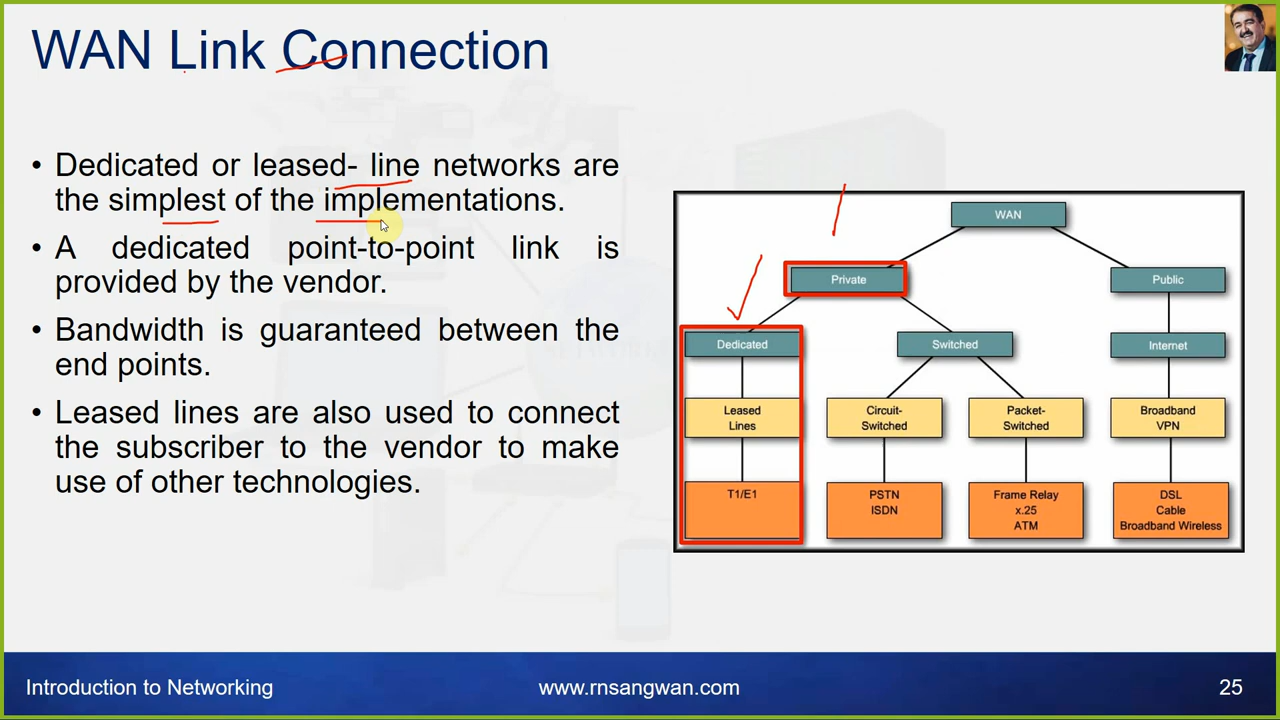 WAN Link Connection
• Dedicated or leased- line networks are
the simplest of the implementations.
• A dedicated point-to-point link is
provided by the vendor.
• Bandwidth is guaranteed between the
end points.
• Leased lines are also used to connect
the subscriber to the vendor to make
use of other technologies.
WAN
Private
Public
Dedicated
Switched
Internet
Leased
Lines
Circuit-
Switched
Packet-
Switched
Broadband
VPN
T1/E1
PSTN
ISDN
Frame Relay
x.25
ATM
DSL
Cable
Broadband Wireless
Introduction to Networking
www.rnsangwan.com
25